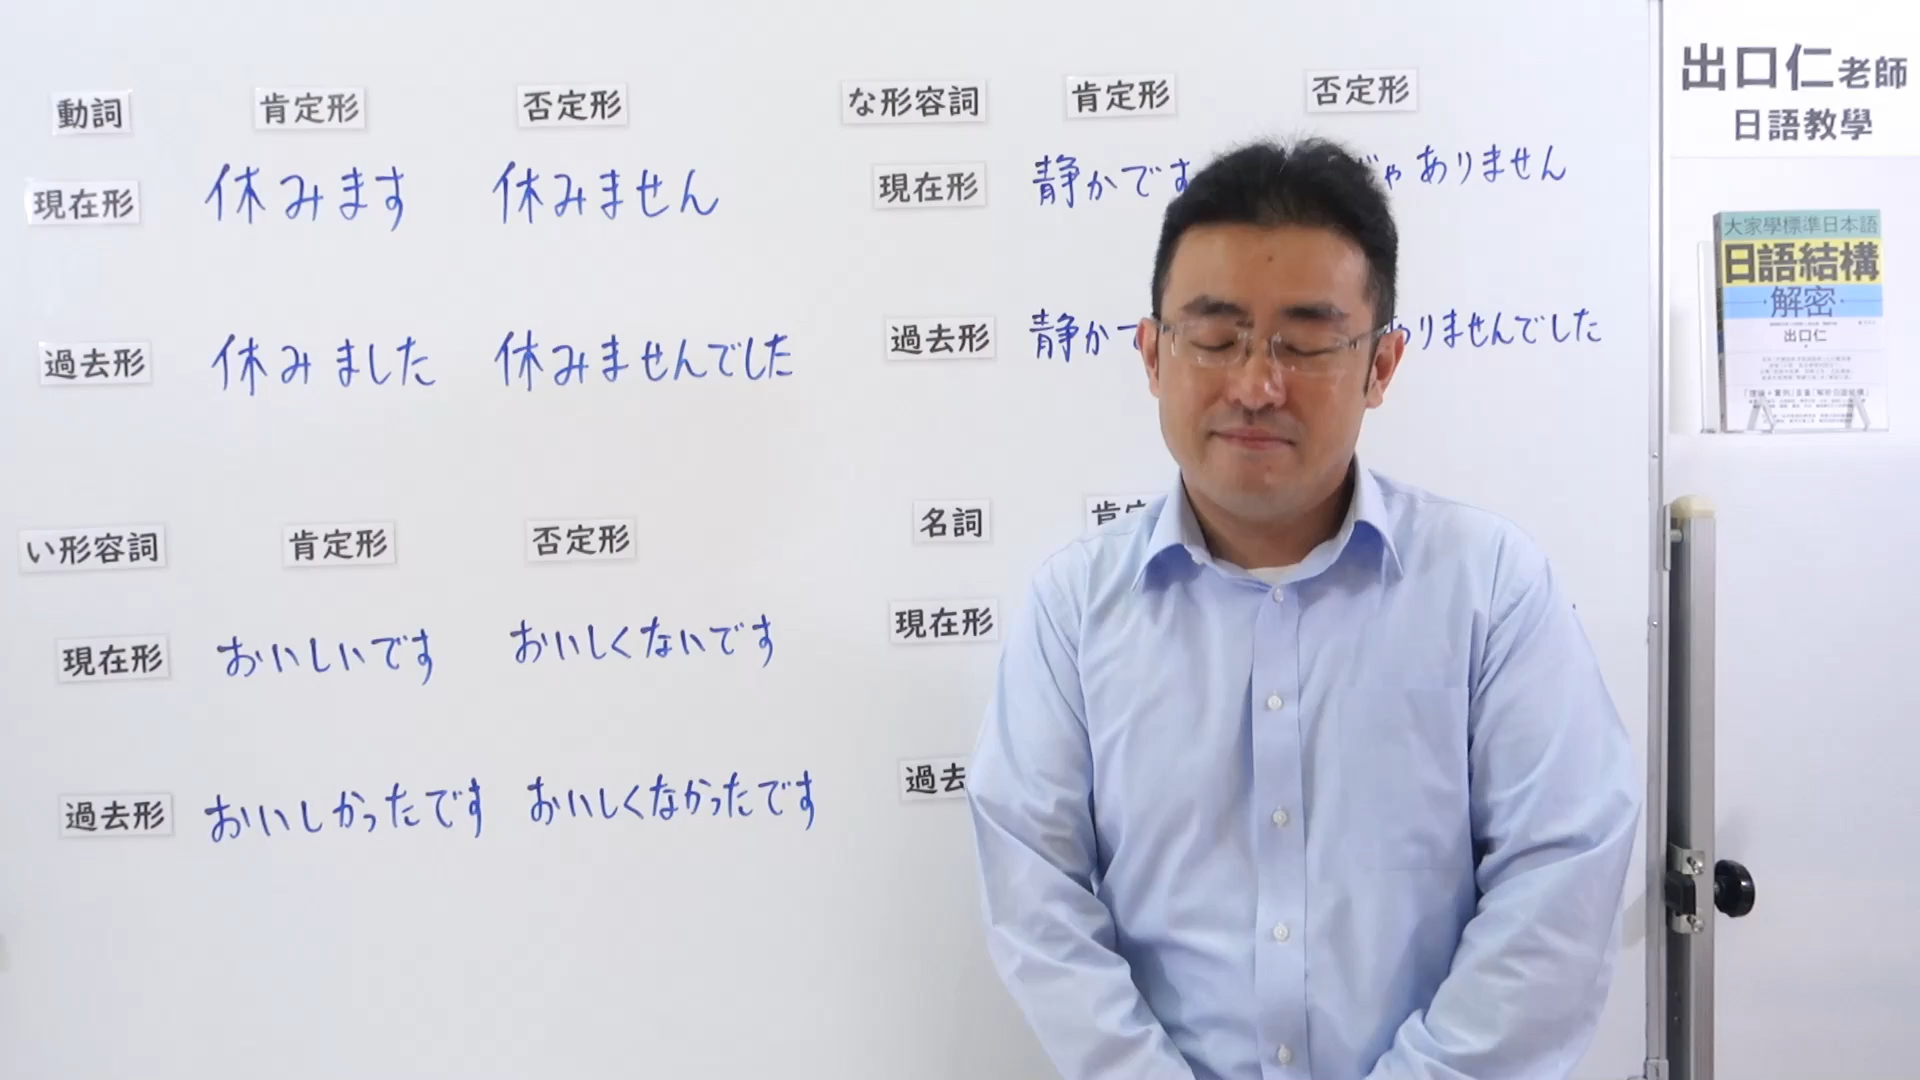 動詞 肯定形 否定形
現在形 休みます 休みません
過去形 休みました 休みませんでした
い形容詞 肯定形 否定形
現在形 おいしいです おいしくないです
過去形 おいしかったです おいしくなかったです
な形容詞 肯定形 否定形
現在形 静かです じゃありません
過去形 静かで ありませんでした
名詞 肯定
現在形
過去
出口仁老師
日語教學
大家學標準日本語
日語結構
解密
出口仁